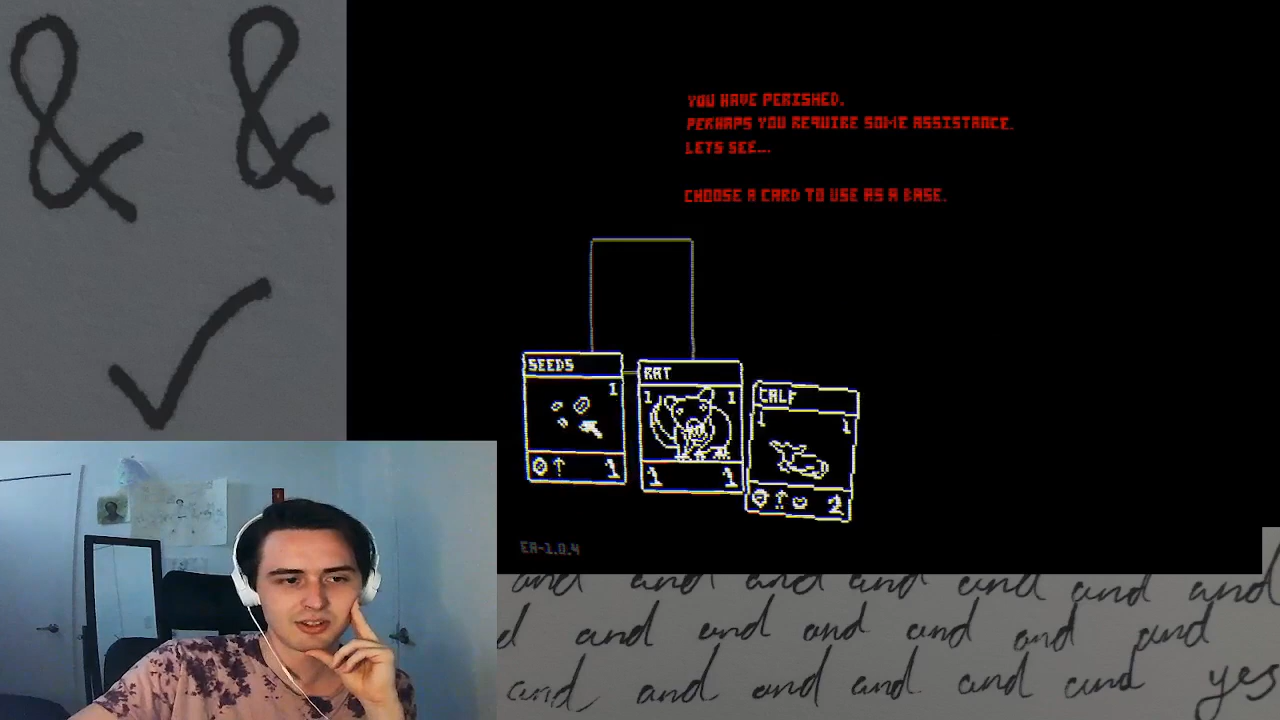 & &
YOU HAVE PERISHED.
PERHAPS YOU REQUIRE SOME ASSISTANCE.
LETS SEE...
CHOOSE A CARD TO USE AS A BASE.
SEEDS
1
1
RAT
1 1
1 1
CALF
1 1
2
EA-1.0.4
and and and and and and and
and and and and and and
and and and and and and yes